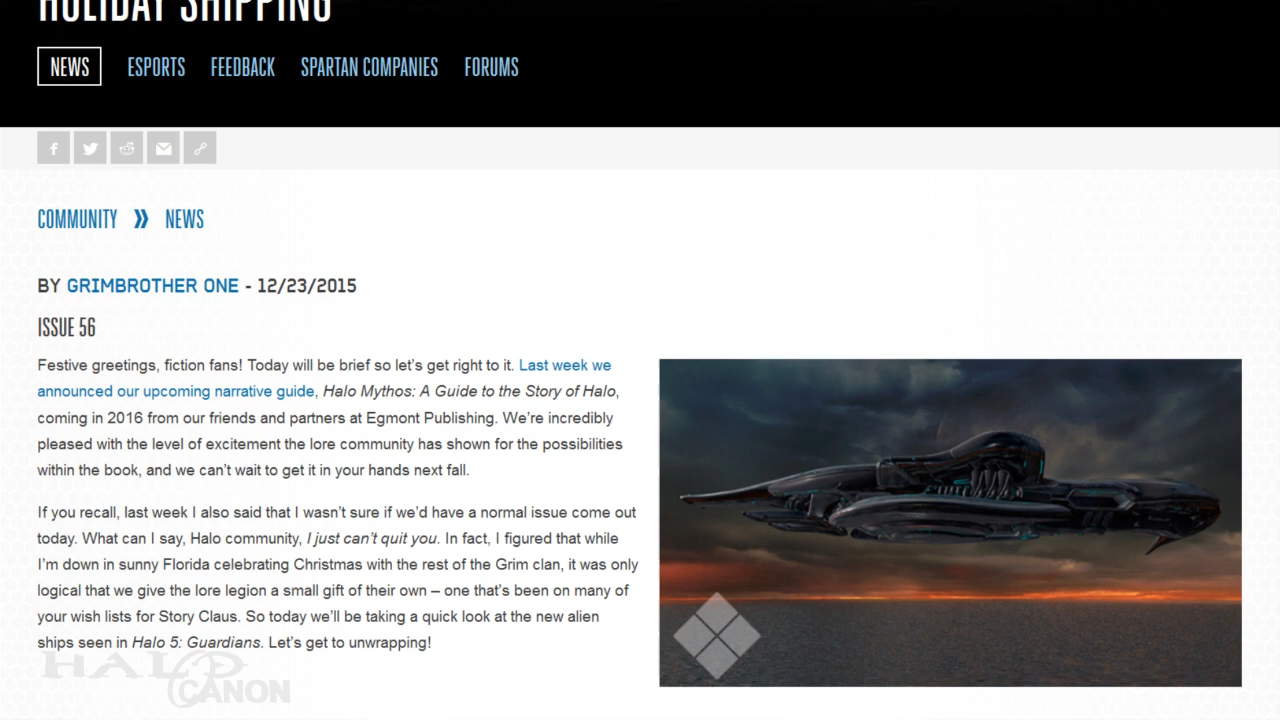 HOLIDAY SHIPPING
NEWS ESPORTS FEEDBACK SPARTAN COMPANIES FORUMS
COMMUNITY » NEWS
BY GRIMBROTHER ONE - 12/23/2015
ISSUE 56
Festive greetings, fiction fans! Today will be brief so let’s get right to it. Last week we
announced our upcoming narrative guide, Halo Mythos: A Guide to the Story of Halo,
coming in 2016 from our friends and partners at Egmont Publishing. We’re incredibly
pleased with the level of excitement the lore community has shown for the possibilities
within the book, and we can’t wait to get it in your hands next fall.
If you recall, last week I also said that I wasn’t sure if we’d have a normal issue come out
today. What can I say, Halo community, I just can’t quit you. In fact, I figured that while
I’m down in sunny Florida celebrating Christmas with the rest of the Grim clan, it was only
logical that we give the lore legion a small gift of their own – one that’s been on many of
your wish lists for Story Claus. So today we’ll be taking a quick look at the new alien
ships seen in Halo 5: Guardians. Let’s get to unwrapping!
HALO
CANON